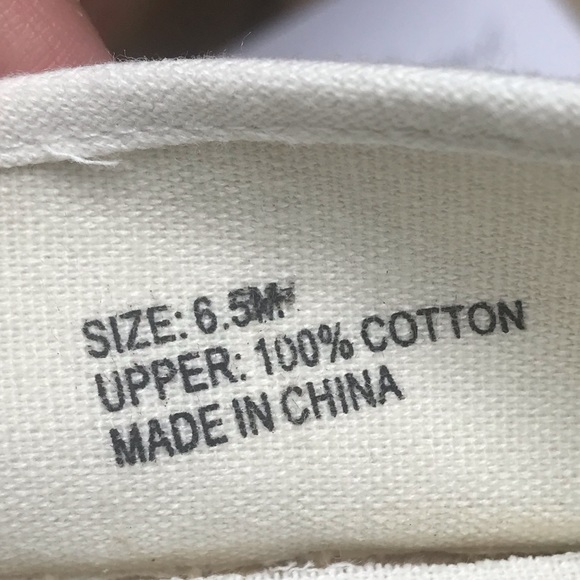 SIZE: 6.5M
UPPER: 100% COTTON
MADE IN CHINA